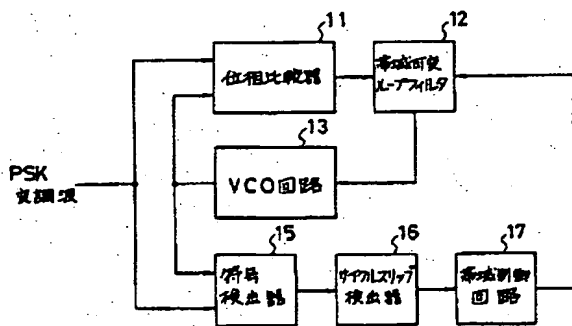 11
位相比較器
12
帯域可変
ループフィルタ
13
VCO回路
PSK
変調波
15
符号
検出器
16
サイクルスリップ
検出器
17
帯域制御
回路